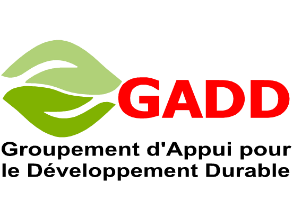 GADD
Groupement d'Appui pour
le Développement Durable